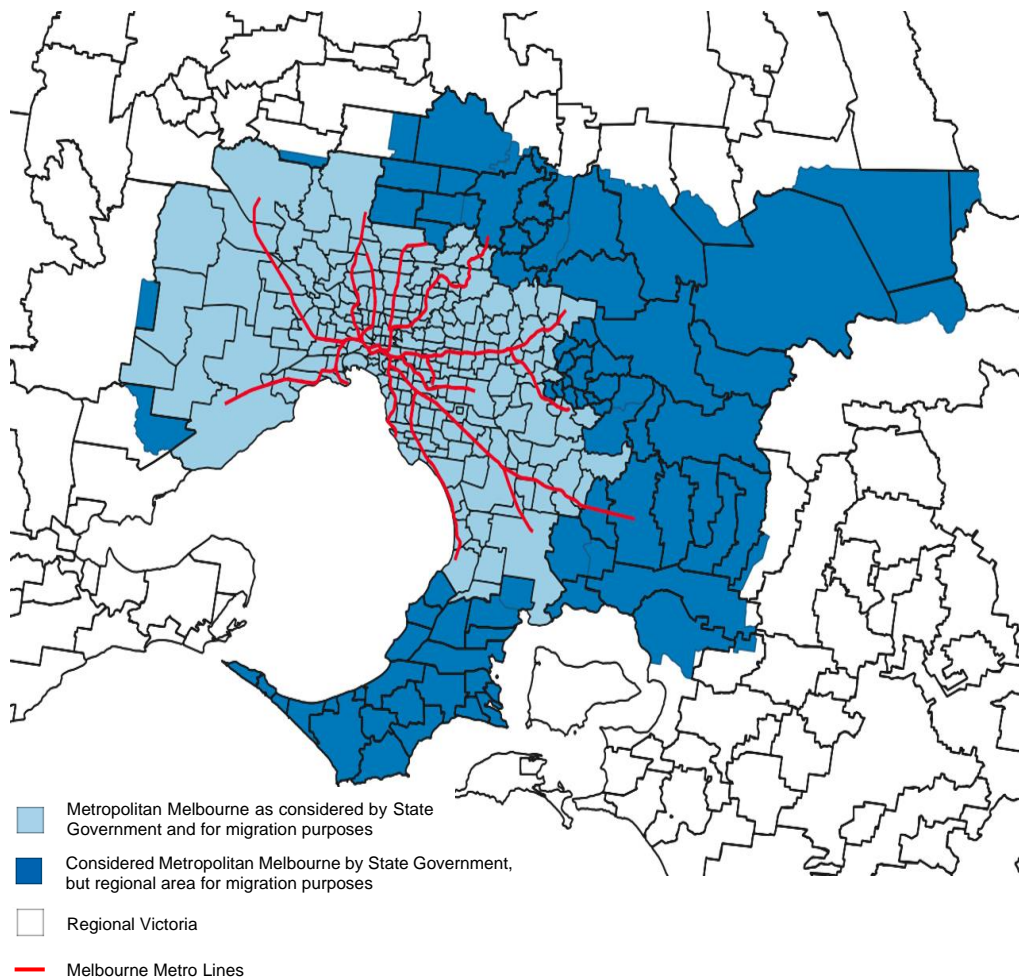 Metropolitan Melbourne as considered by State
Government and for migration purposes
Considered Metropolitan Melbourne by State Government,
but regional area for migration purposes
Regional Victoria
Melbourne Metro Lines